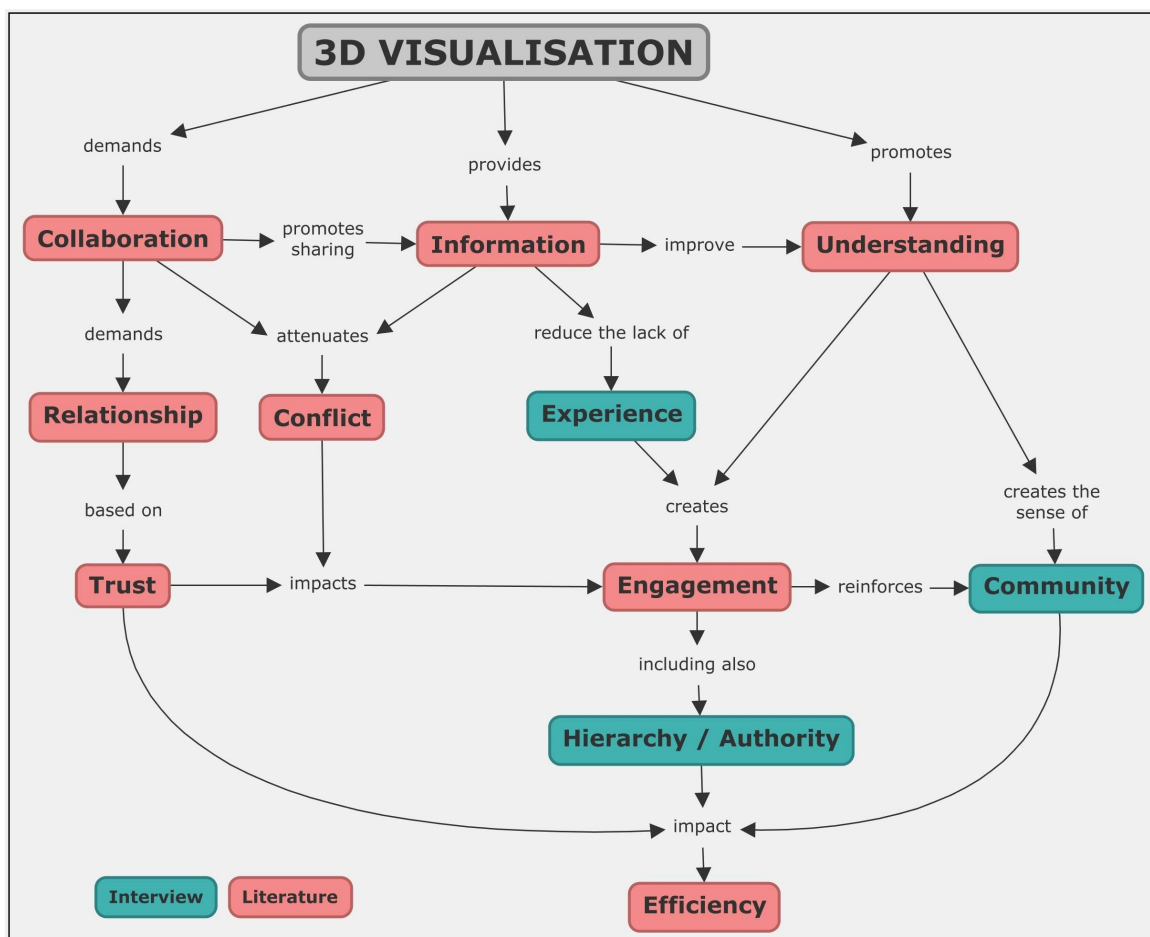 3D VISUALISATION
demands
provides
promotes
Collaboration
promotes
sharing
Information
improve
Understanding
demands
attenuates
reduce the lack of
Relationship
Conflict
Experience
based on
creates
creates the
sense of
Trust
impacts
Engagement
reinforces
Community
including also
Hierarchy / Authority
impact
Interview
Literature
Efficiency